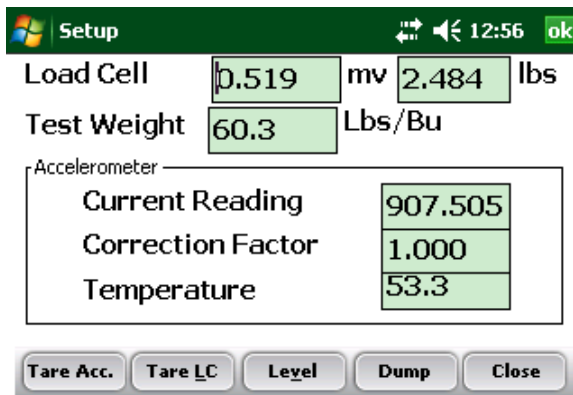 Setup 12:56 ok
Load Cell 0.519 mv 2.484 lbs
Test Weight 60.3 Lbs/Bu
Accelerometer
Current Reading 907.505
Correction Factor 1.000
Temperature 53.3
Tare Acc. Tare LC Level Dump Close